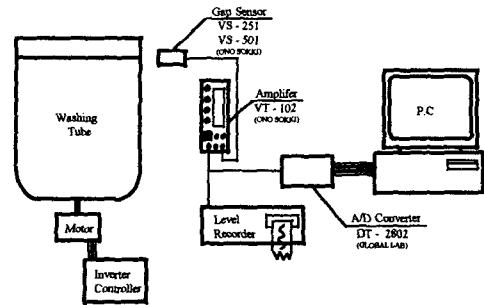 Gap Sensor
VS - 251
VS - 501
(ONO SOKKI)
Amplifer
VT - 102
(ONO SOKKI)
Washing
Tube
P.C
Motor
Level
Recorder
A/D Converter
DT - 2802
(GLOBAL LAB)
Inverter
Controller